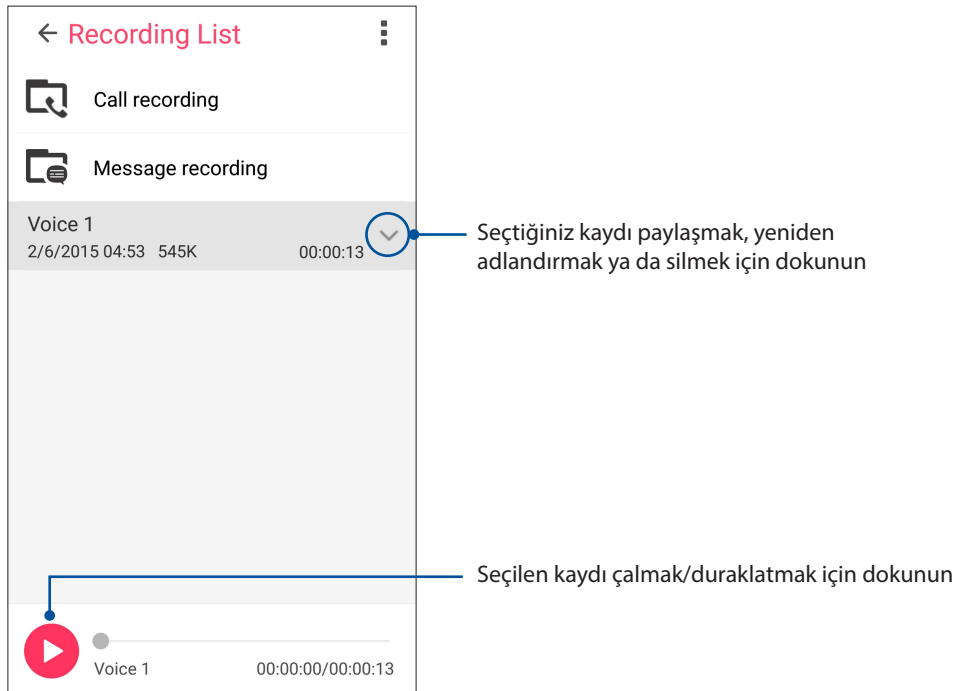 Recording List
Call recording
Message recording
Voice 1
2/6/2015 04:53 545K 00:00:13
Seçtiğiniz kaydı paylaşmak, yeniden
adlandırmak ya da silmek için dokunun
Seçilen kaydı çalmak/duraklatmak için dokunun
Voice 1 00:00:00/00:00:13